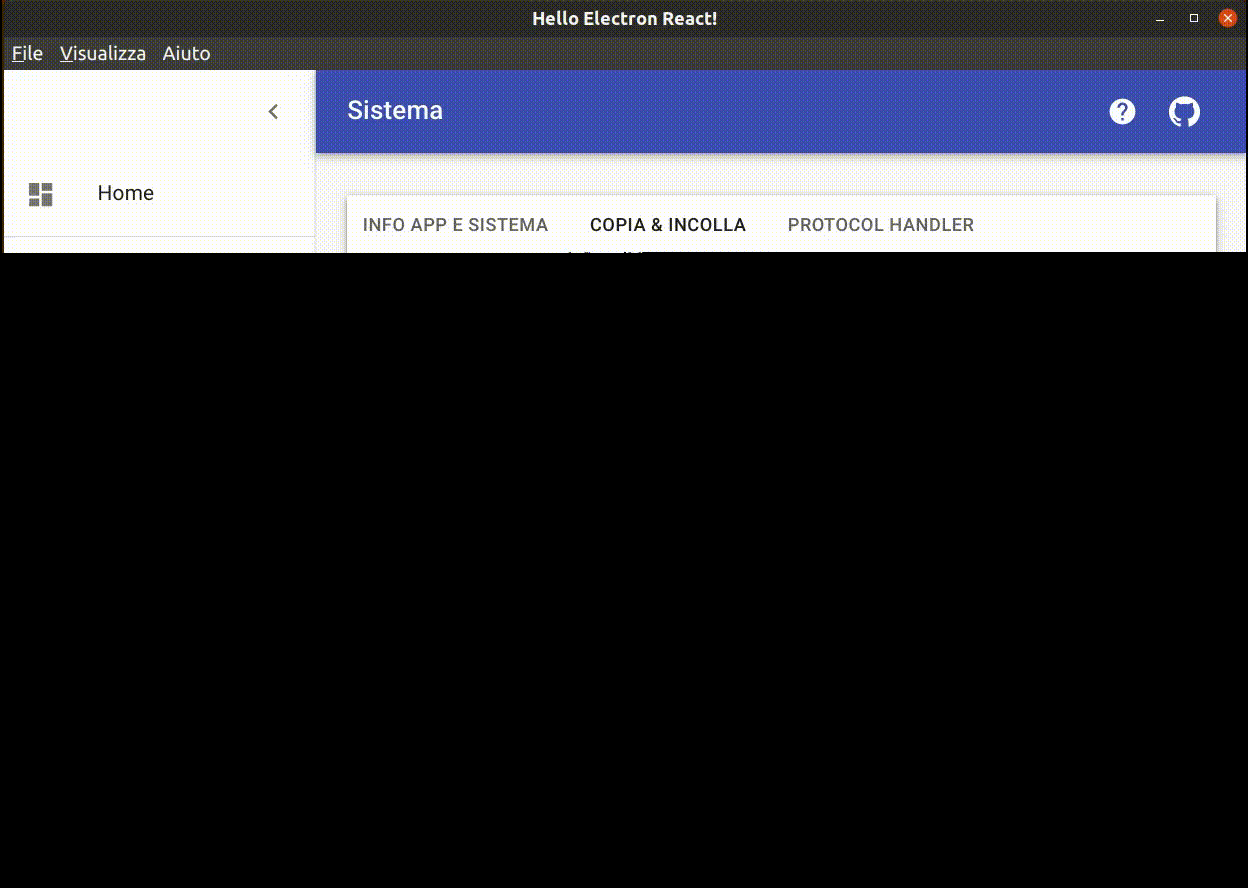 Hello Electron React!
File Visualizza Aiuto
Sistema
Home
INFO APP E SISTEMA COPIA & INCOLLA PROTOCOL HANDLER